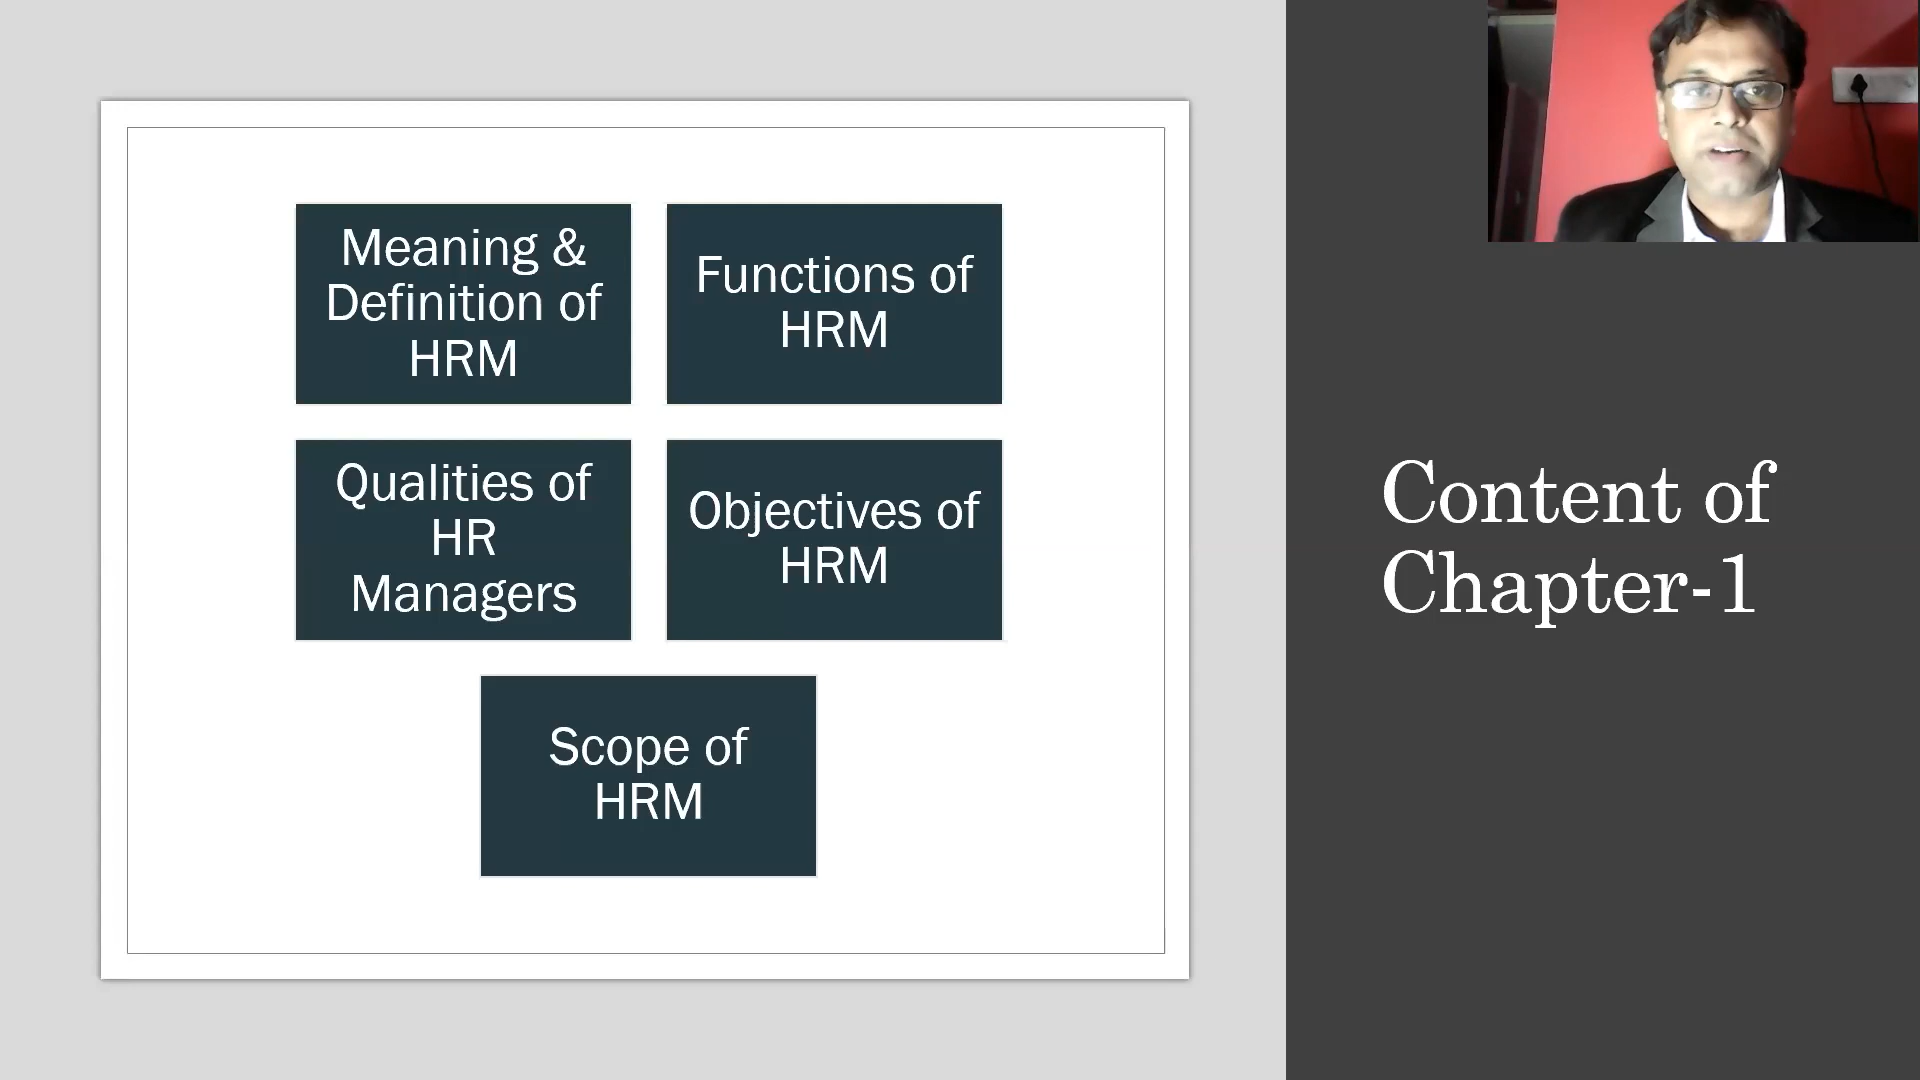 Meaning &
Definition of
HRM
Functions of
HRM
Qualities of
HR
Managers
Objectives of
HRM
Scope of
HRM
Content of
Chapter-1